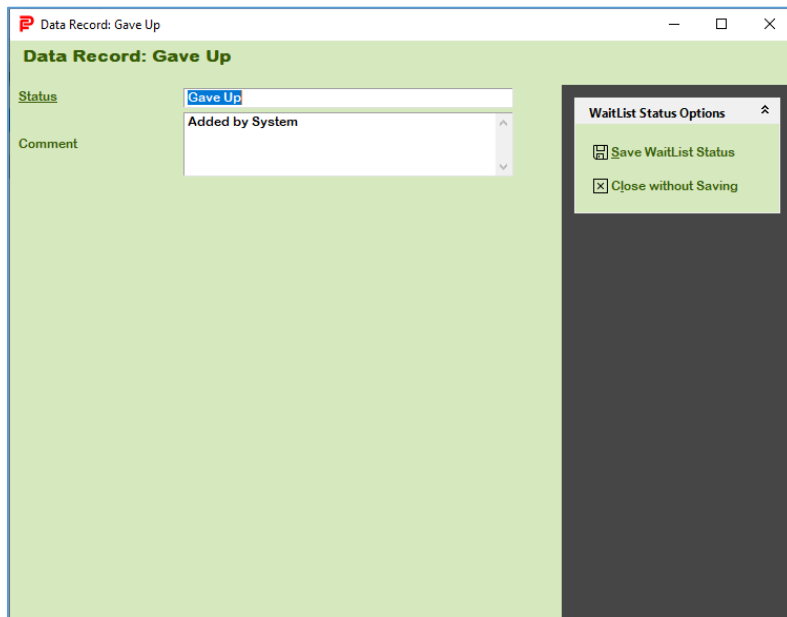 Data Record: Gave Up
Data Record: Gave Up
Status
Gave Up
Added by System
Comment
WaitList Status Options
Save WaitList Status
Close without Saving